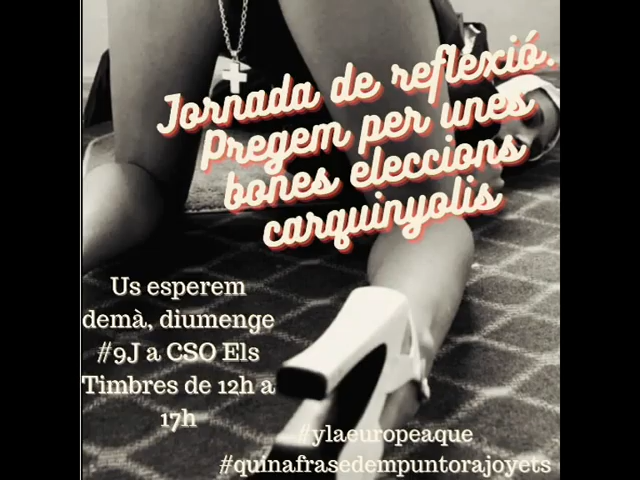 Jornada de reflexió.
Pregem per unes
bones eleccions
carquinyolis
Us esperem
demà, diumenge
#9J a CSO Els
Timbres de 12h a
17h
#ylaeuropeaque
#quinafrasedempuntorajoyets